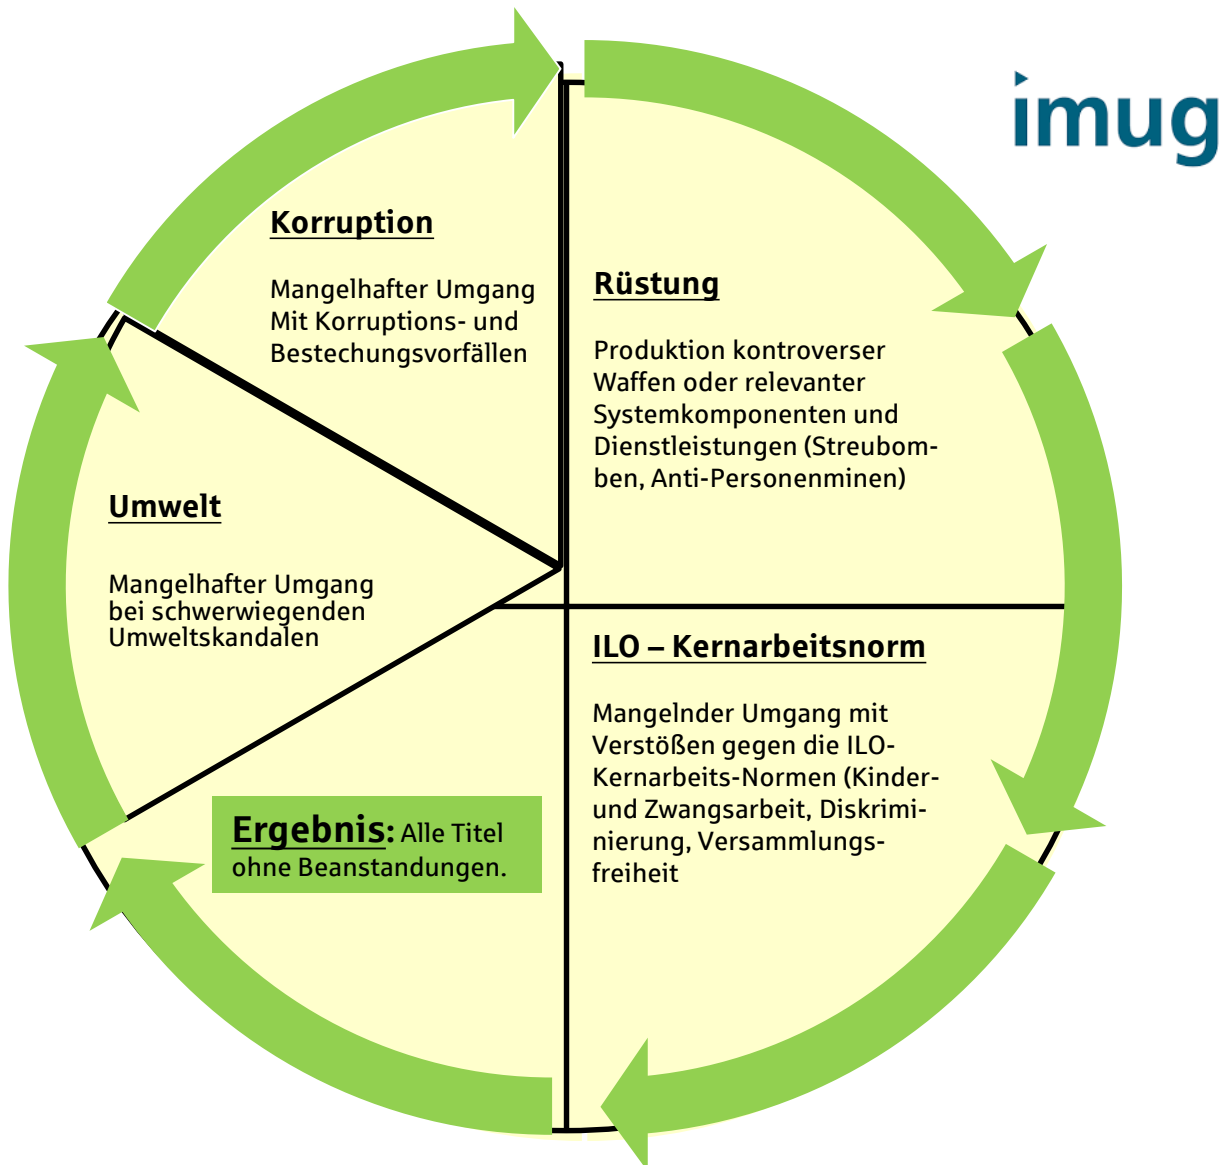 imug
Korruption
Mangelhafter Umgang
Mit Korruptions- und
Bestechungsvorfällen
Rüstung
Produktion kontroverser
Waffen oder relevanter
Systemkomponenten und
Dienstleistungen (Streubom-
ben, Anti-Personenminen)
Umwelt
Mangelhafter Umgang
bei schwerwiegenden
Umweltskandalen
ILO – Kernarbeitsnorm
Mangelnder Umgang mit
Verstößen gegen die ILO-
Kernarbeits-Normen (Kinder-
und Zwangsarbeit, Diskrimi-
nierung, Versammlungs-
freiheit
Ergebnis: Alle Titel
ohne Beanstandungen.